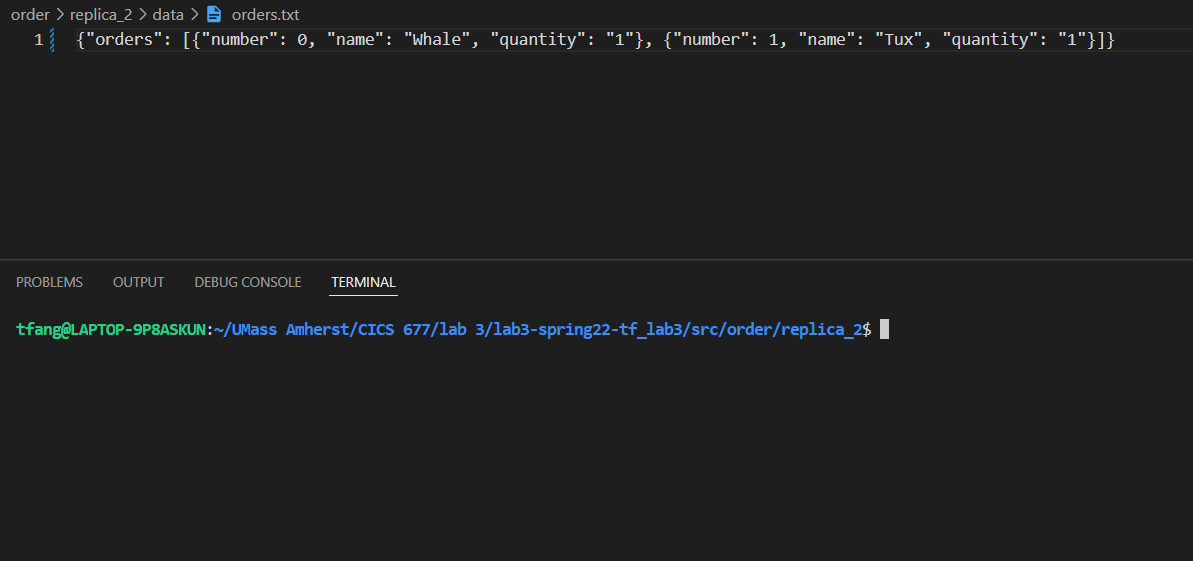 order > replica_2 > data > orders.txt
1 {"orders": [{"number": 0, "name": "Whale", "quantity": "1"}, {"number": 1, "name": "Tux", "quantity": "1"}]}
PROBLEMS OUTPUT DEBUG CONSOLE TERMINAL
tfang@LAPTOP-9P8ASKUN:~/UMass Amherst/CICS 677/lab 3/lab3-spring22-tf_lab3/src/order/replica_2$